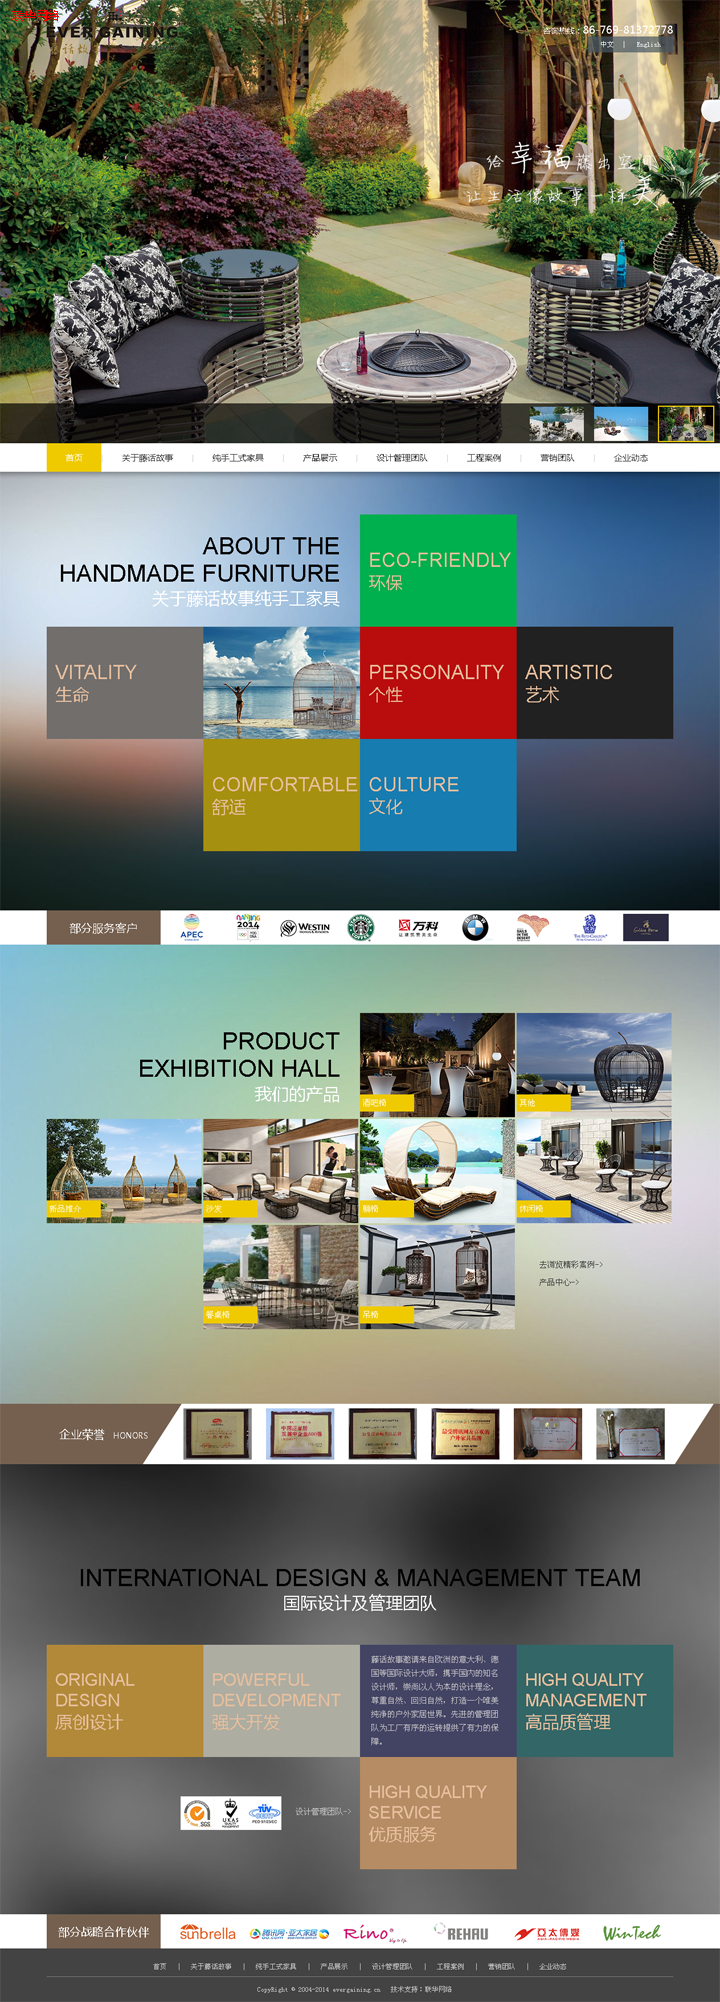 EVER GAINING
咨询热线：86-769-81372778
中文 | English
给幸福藤出空间
让生活像故事一样美
首页 关于藤话故事 纯手工式家具 产品展示 设计管理团队 工程案例 营销团队 企业动态
ABOUT THE
HANDMADE FURNITURE
关于藤话故事纯手工家具
ECO-FRIENDLY
环保
VITALITY
生命
PERSONALITY
个性
ARTISTIC
艺术
COMFORTABLE
舒适
CULTURE
文化
部分服务客户
APEC
NANJING
2014
WESTIN
万科
PRODUCT
EXHIBITION HALL
我们的产品
酒吧椅
其他
新品推介
沙发
躺椅
休闲椅
餐桌椅
吊椅
去浏览精彩案例->
产品中心->
企业荣誉 HONORS
INTERNATIONAL DESIGN & MANAGEMENT TEAM
国际设计及管理团队
ORIGINAL
DESIGN
原创设计
POWERFUL
DEVELOPMENT
强大开发
藤话故事邀请来自欧洲的意大利、德
国等国际设计大师，携手国内的知名
设计师，崇尚以人为本的设计理念，
尊重自然、回归自然，打造一个唯美
纯净的户外家居世界。先进的管理团
队为工厂有序的运转提供了有力的保
障。
HIGH QUALITY
MANAGEMENT
高品质管理
SGS
UKAS
QUALITY
MANAGEMENT
TÜV
CERT
设计管理团队->
HIGH QUALITY
SERVICE
优质服务
部分战略合作伙伴
sunbrella
腾讯网·亚太家居
Rino
REHAU
亞太傳媒
WinTech
首页 | 关于藤话故事 | 纯手工式家具 | 产品展示 | 设计管理团队 | 工程案例 | 营销团队 | 企业动态
CopyRight © 2004-2014 evergaining.cn 技术支持：联华网络